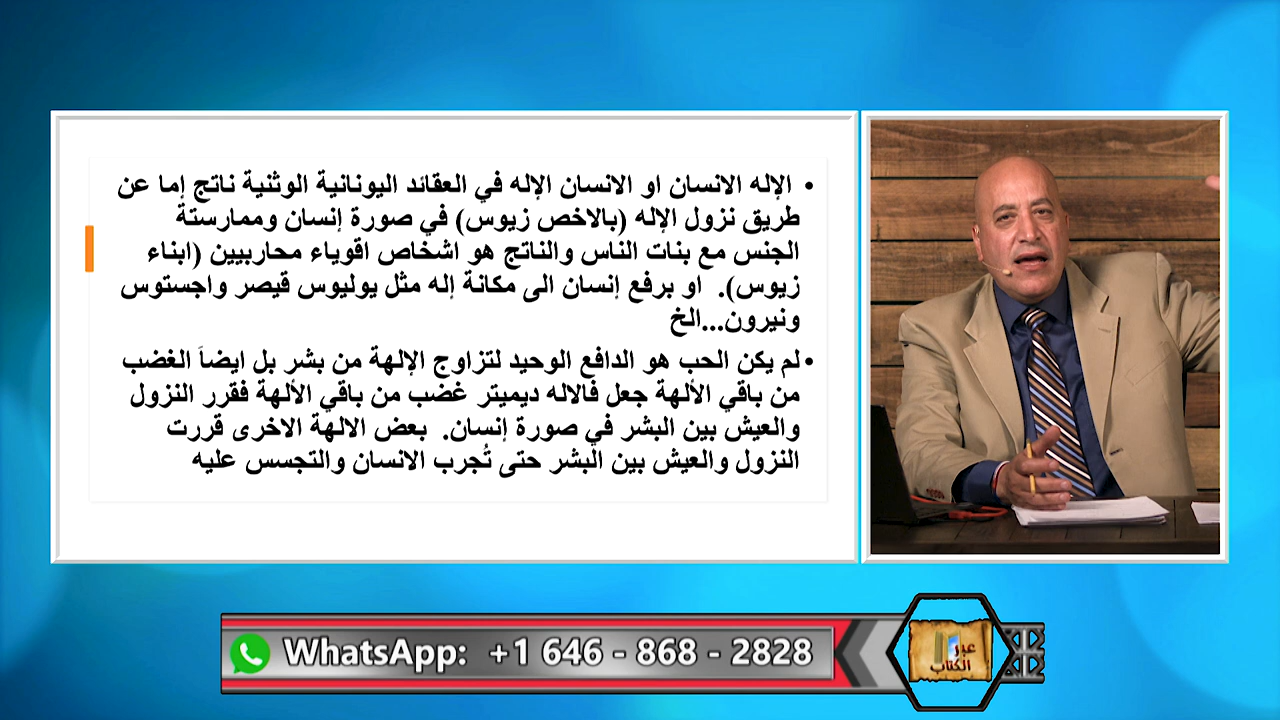 • الإله الانسان او الانسان الإله في العقائد اليونانية الوثنية ناتج إما عن
طريق نزول الإله (بالاخص زيوس) في صورة إنسان وممارستة
الجنس مع بنات الناس والناتج هو اشخاص اقوياء محاربيين (ابناء
زيوس). او برفع إنسان الى مكانة إله مثل يوليوس قيصر واجستوس
ونيرون...الخ
• لم يكن الحب هو الدافع الوحيد لتزاوج الإلهة من بشر بل ايضاً الغضب
من باقي الألهة جعل فالاله ديميتر غضب من باقي الألهة فقرر النزول
والعيش بين البشر في صورة إنسان. بعض الالهة الاخرى قررت
النزول والعيش بين البشر حتى تُجرب الانسان والتجسس عليه
WhatsApp: +1 646 - 868 - 2828
عبر
الكتاب